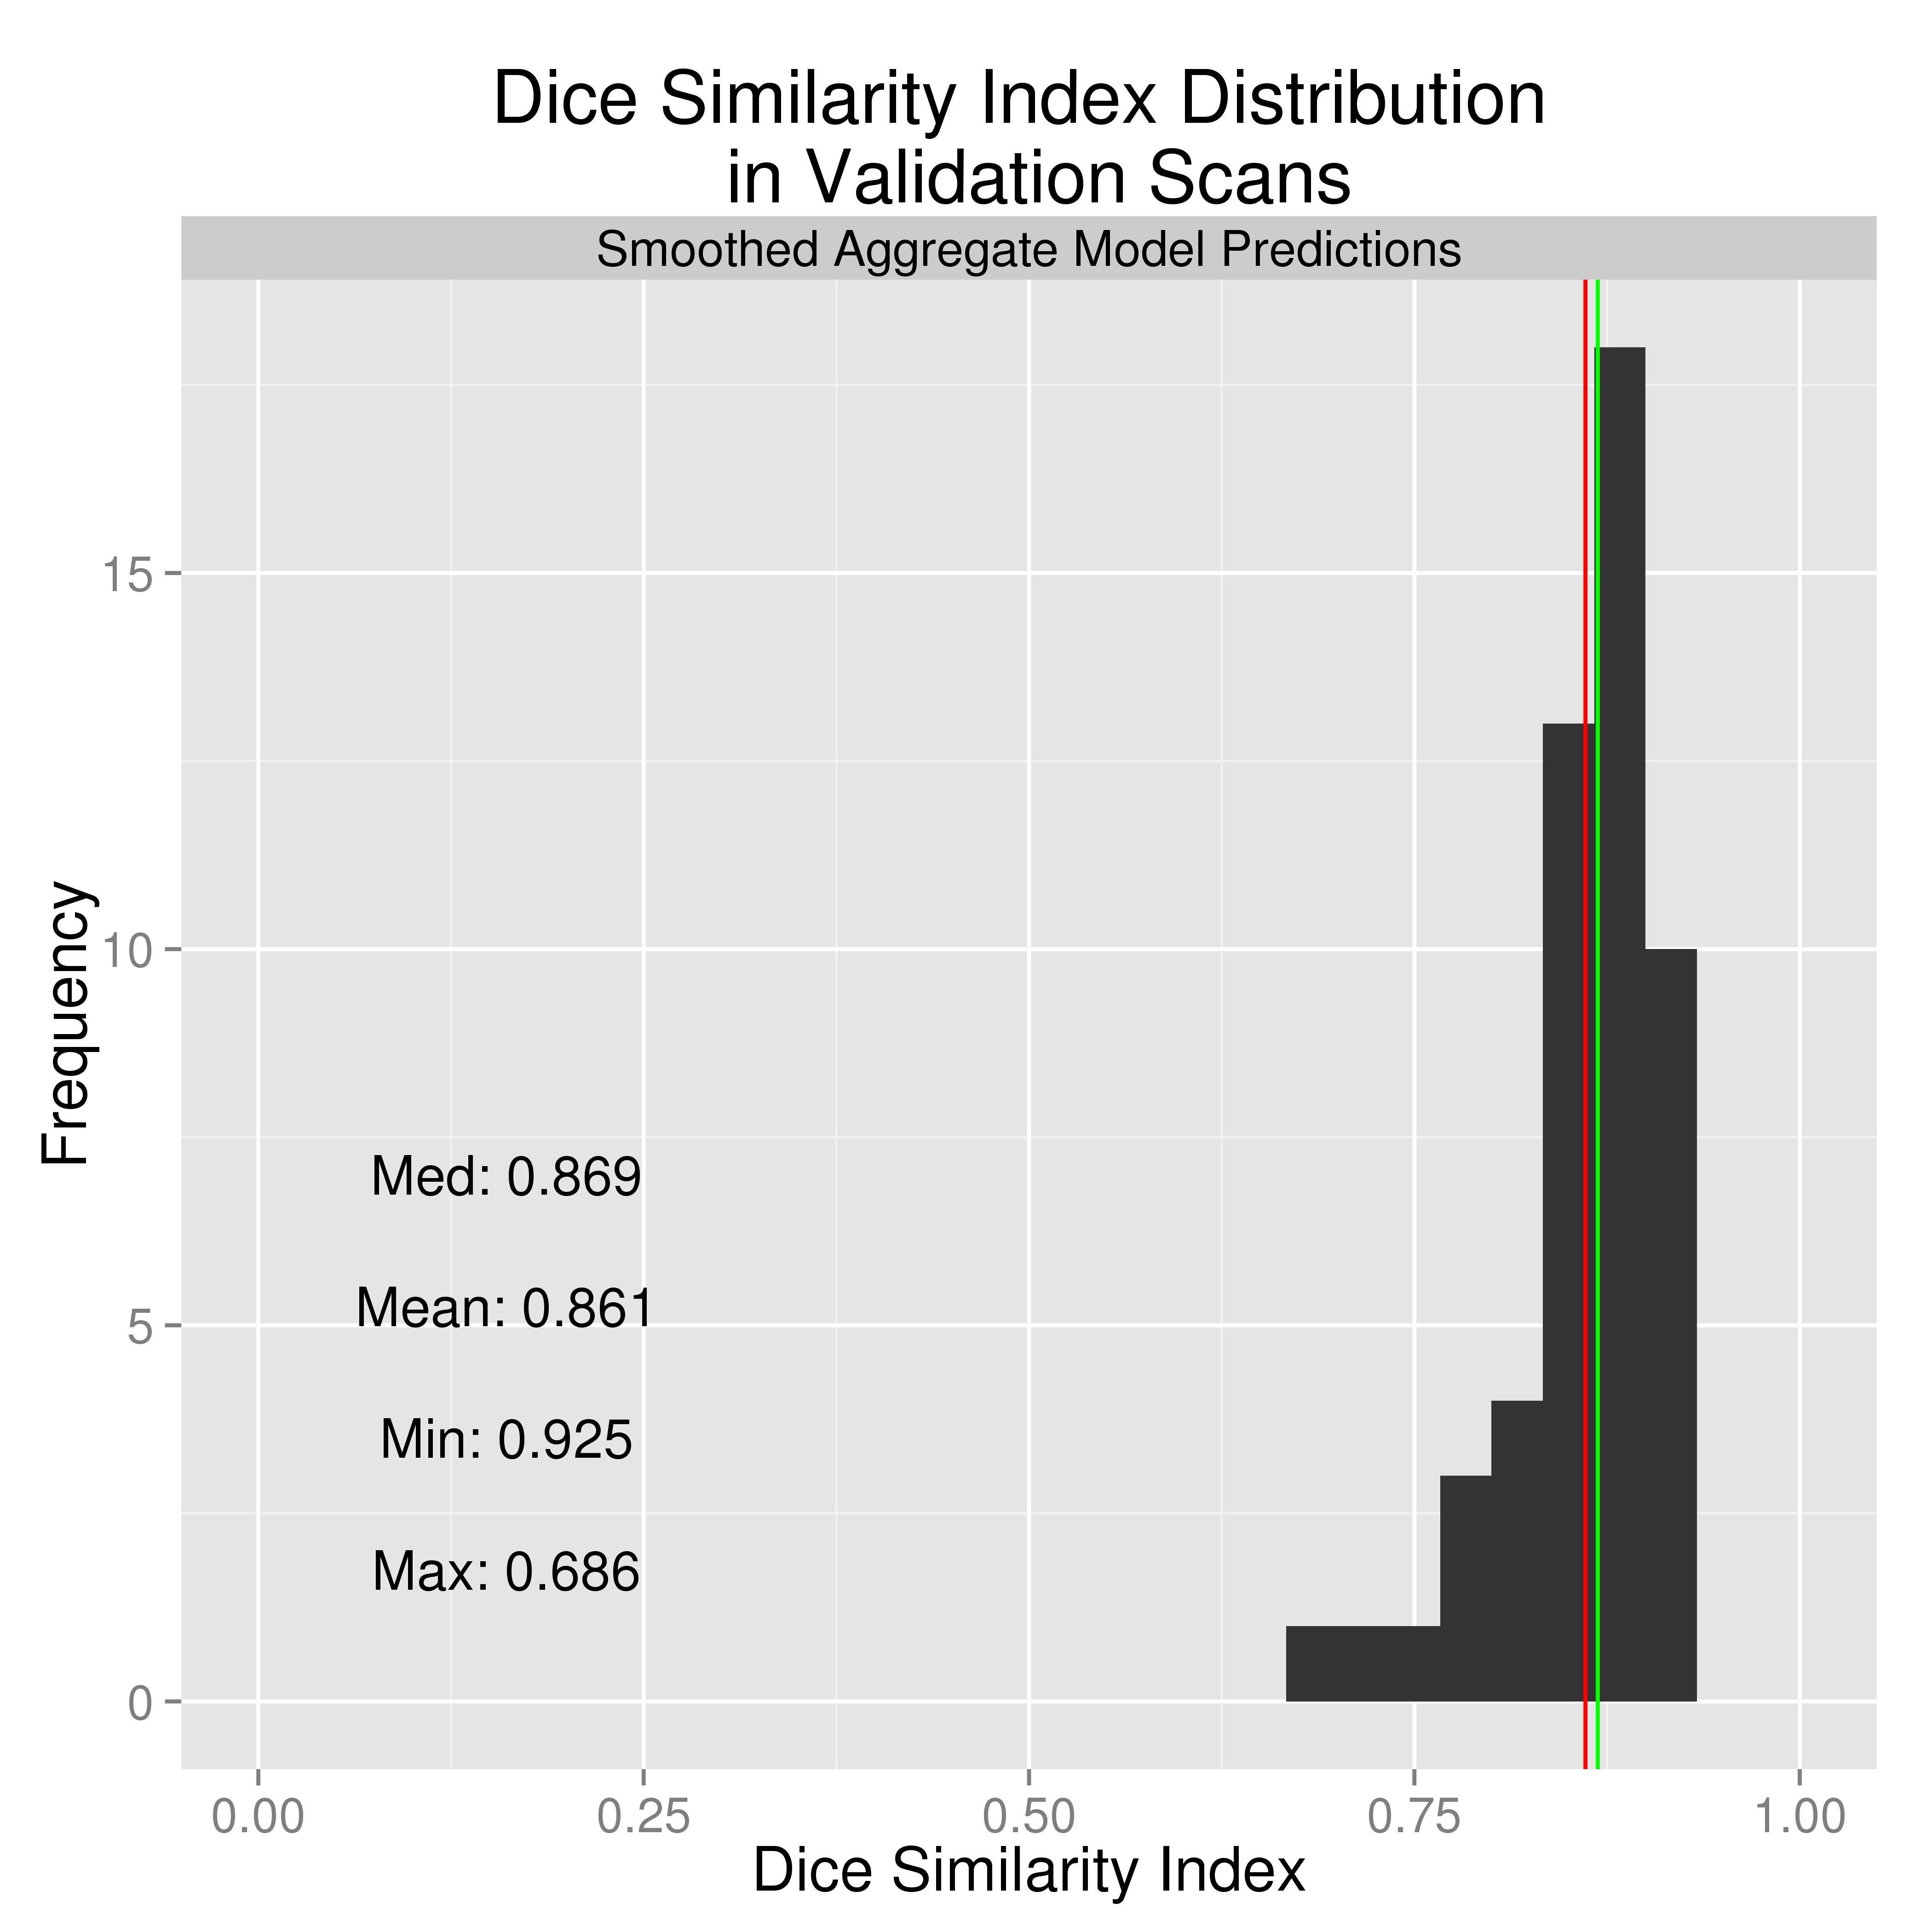 Dice Similarity Index Distribution
in Validation Scans
Smoothed Aggregate Model Predictions
Frequency
15
10
5
0
Med: 0.869
Mean: 0.861
Min: 0.925
Max: 0.686
0.00 0.25 0.50 0.75 1.00
Dice Similarity Index